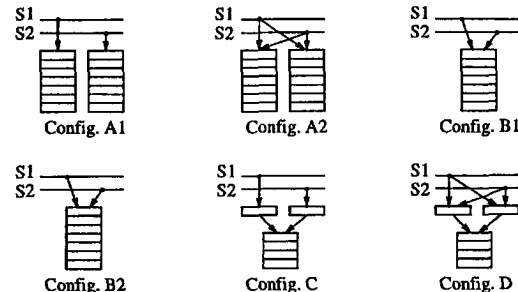 S1
S2
Config. A1
S1
S2
Config. A2
S1
S2
Config. B1
S1
S2
Config. B2
S1
S2
Config. C
S1
S2
Config. D